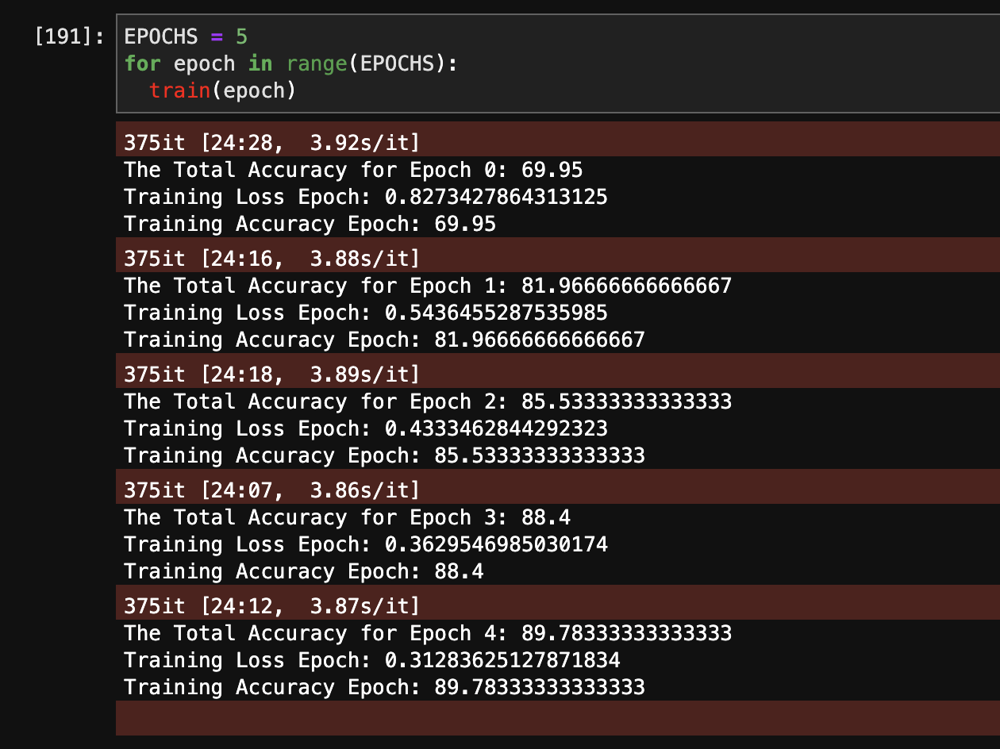 [191]: EPOCHS = 5
for epoch in range(EPOCHS):
  train(epoch)
375it [24:28,  3.92s/it]
The Total Accuracy for Epoch 0: 69.95
Training Loss Epoch: 0.8273427864313125
Training Accuracy Epoch: 69.95
375it [24:16,  3.88s/it]
The Total Accuracy for Epoch 1: 81.96666666666667
Training Loss Epoch: 0.5436455287535985
Training Accuracy Epoch: 81.96666666666667
375it [24:18,  3.89s/it]
The Total Accuracy for Epoch 2: 85.53333333333333
Training Loss Epoch: 0.4333462844292323
Training Accuracy Epoch: 85.53333333333333
375it [24:07,  3.86s/it]
The Total Accuracy for Epoch 3: 88.4
Training Loss Epoch: 0.3629546985030174
Training Accuracy Epoch: 88.4
375it [24:12,  3.87s/it]
The Total Accuracy for Epoch 4: 89.78333333333333
Training Loss Epoch: 0.31283625127871834
Training Accuracy Epoch: 89.78333333333333